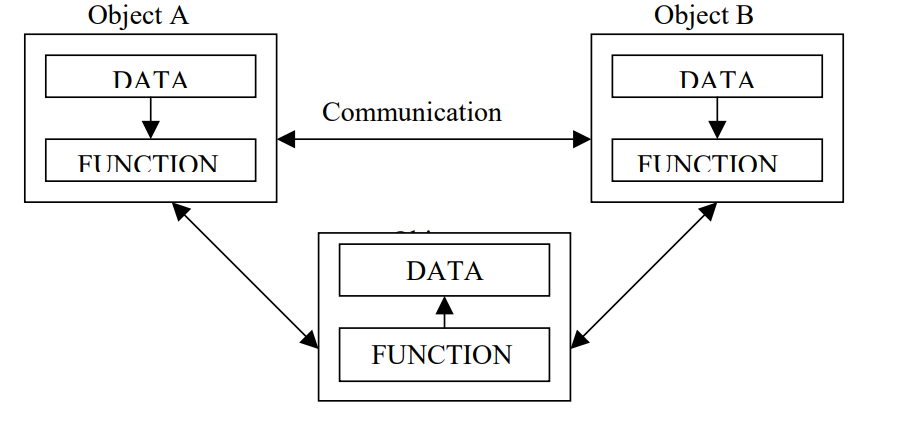 Object A
Object B
DATA
DATA
Communication
FUNCTION
FUNCTION
DATA
FUNCTION